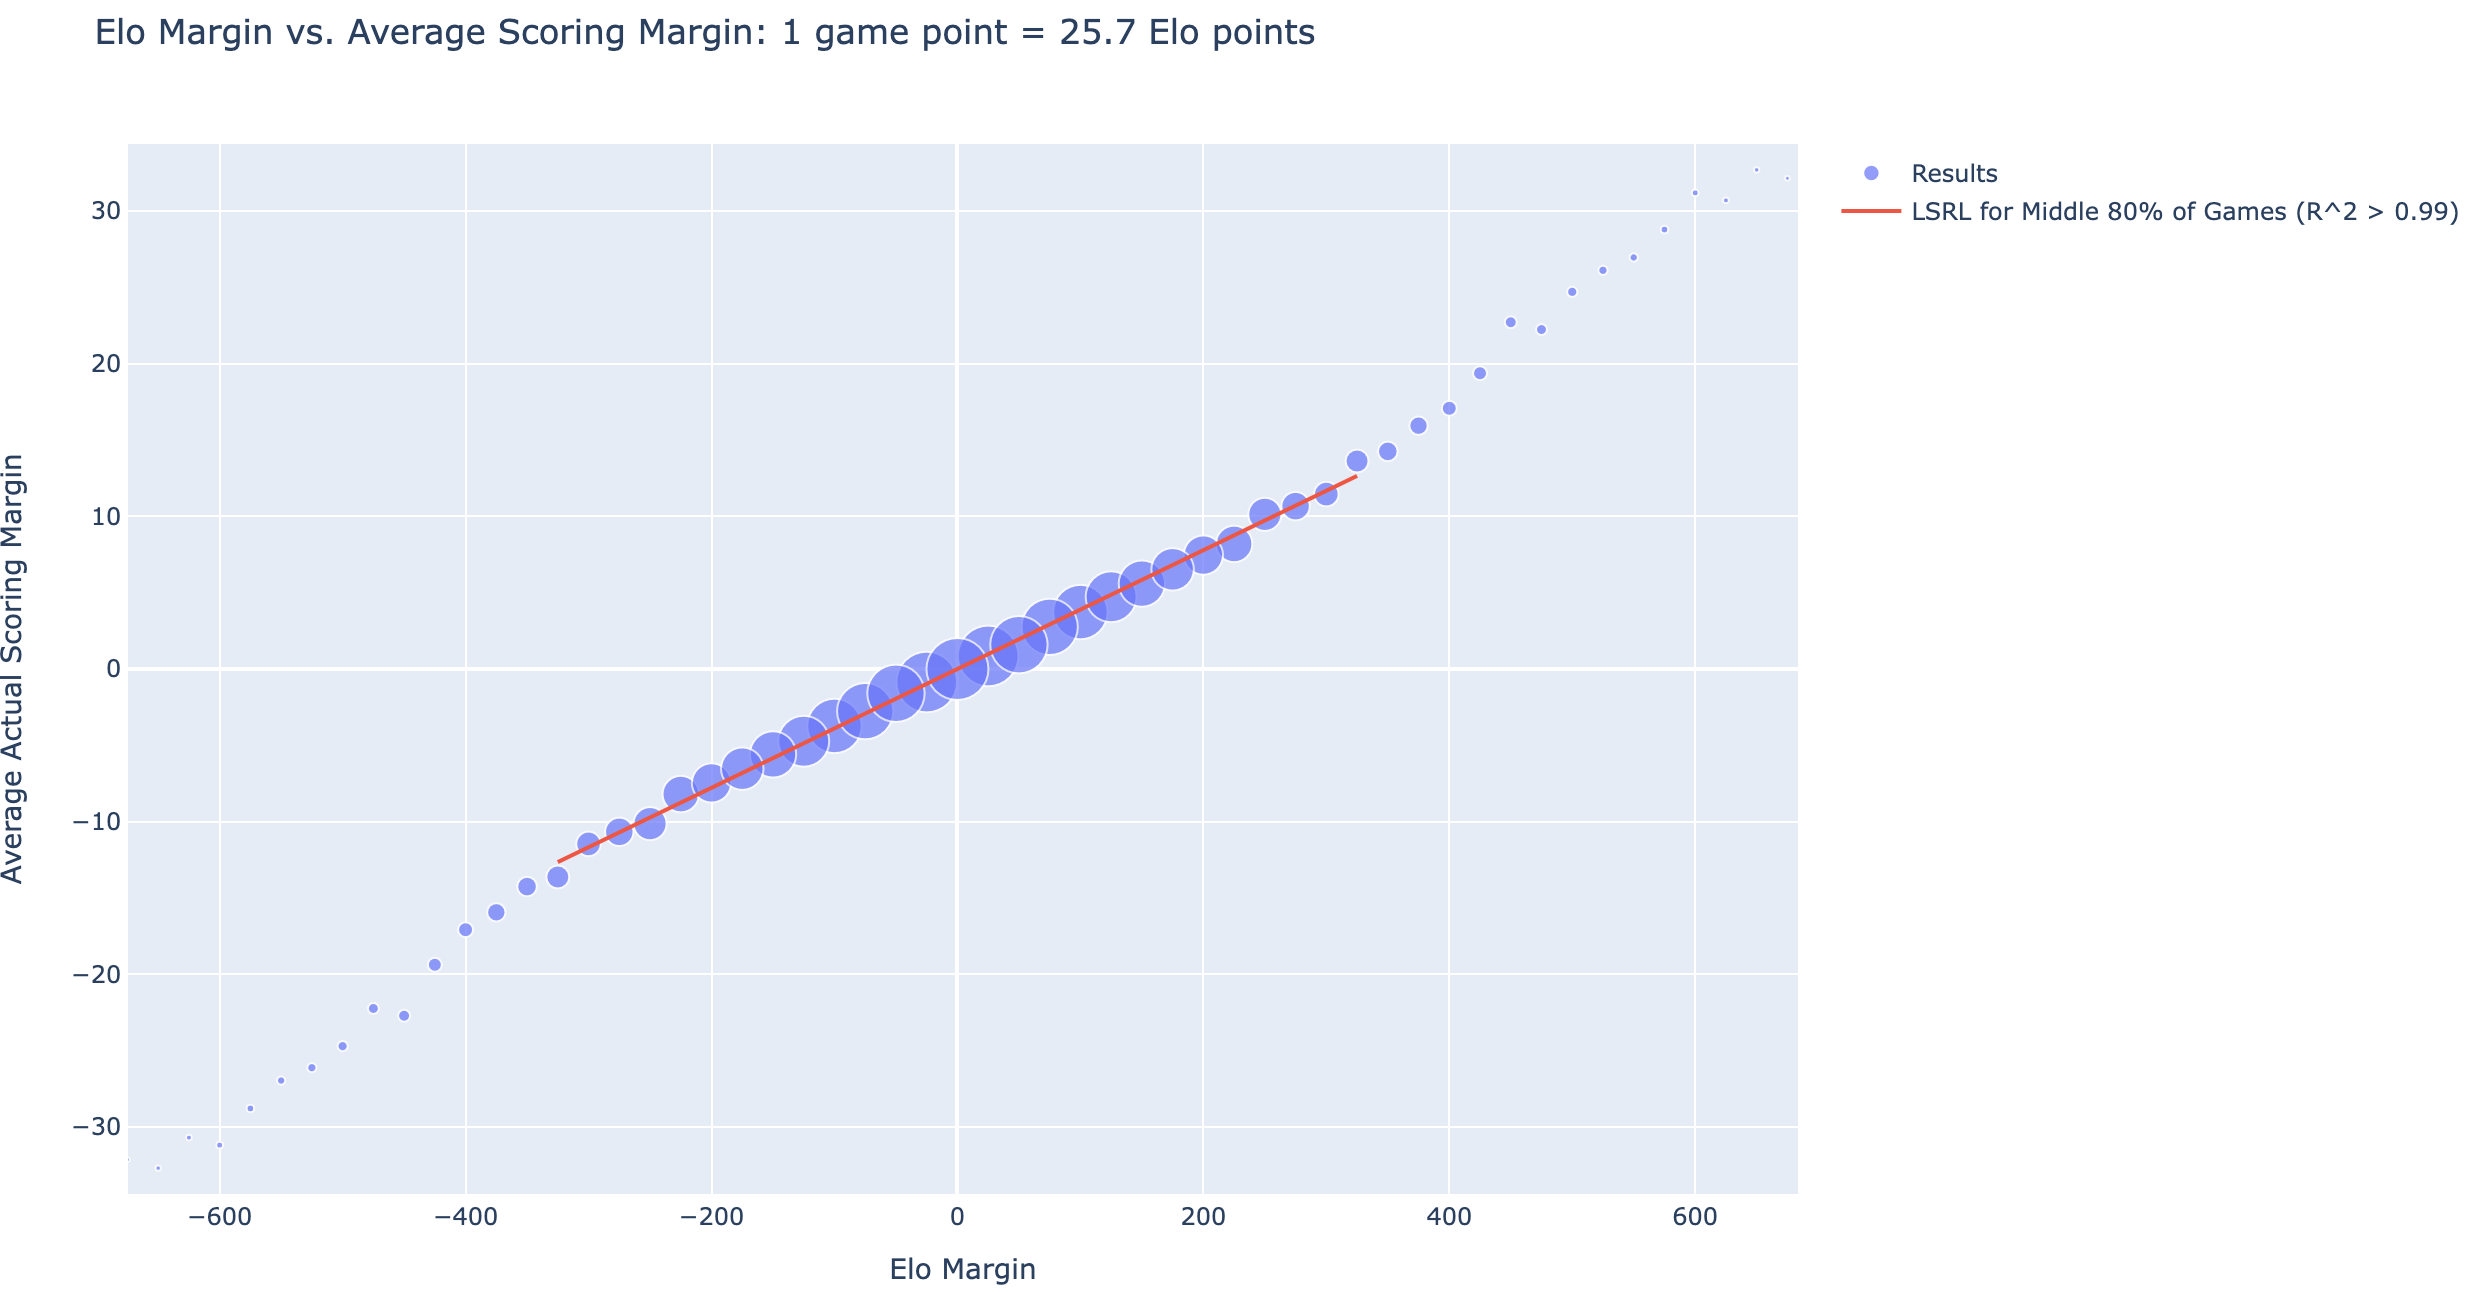 Elo Margin vs. Average Scoring Margin: 1 game point = 25.7 Elo points
Results
LSRL for Middle 80% of Games (R^2 > 0.99)
Average Actual Scoring Margin
30
20
10
0
−10
−20
−30
−600
−400
−200
0
200
400
600
Elo Margin